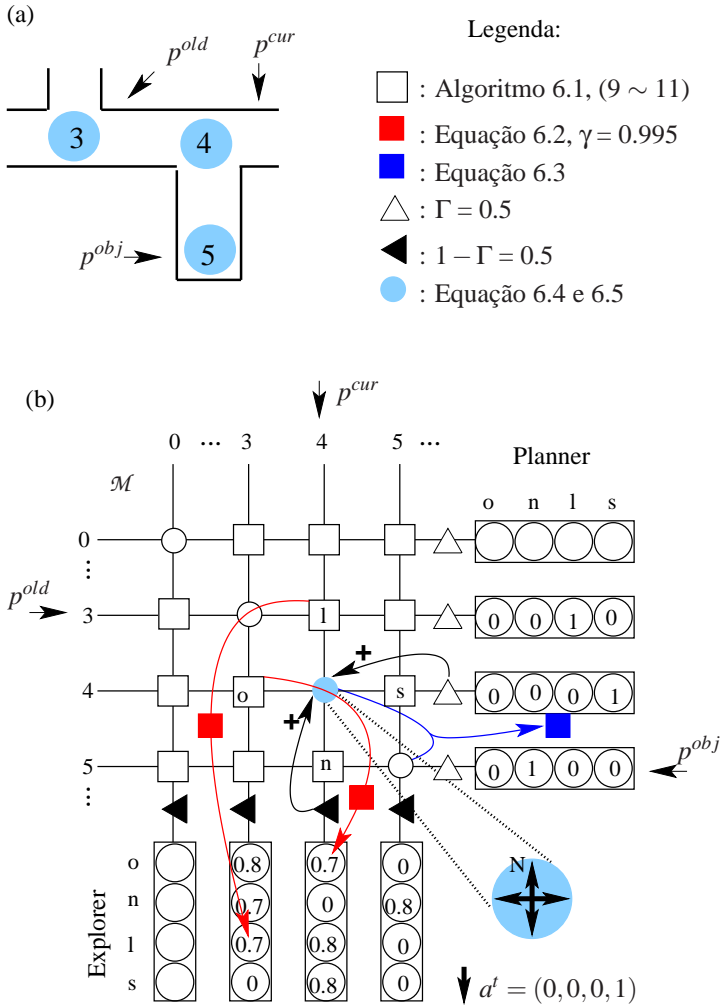 (a)
p^old
p^cur
3
4
5
p^obj
Legenda:
: Algoritmo 6.1, (9 ∼ 11)
: Equação 6.2, γ = 0.995
: Equação 6.3
: Γ = 0.5
: 1 − Γ = 0.5
: Equação 6.4 e 6.5
(b)
p^cur
0 ... 3 4 5 ...
Planner
ℳ
o n l s
0
...
p^old
3
l
0 0 1 0
+
4
o
s
0 0 0 1
+
p^obj
5
n
0 1 0 0
...
Explorer
o 0.8 0.7 0
n 0.7 0 0.8
l 0.7 0.8 0
s 0 0.8 0
N
a^t = (0, 0, 0, 1)